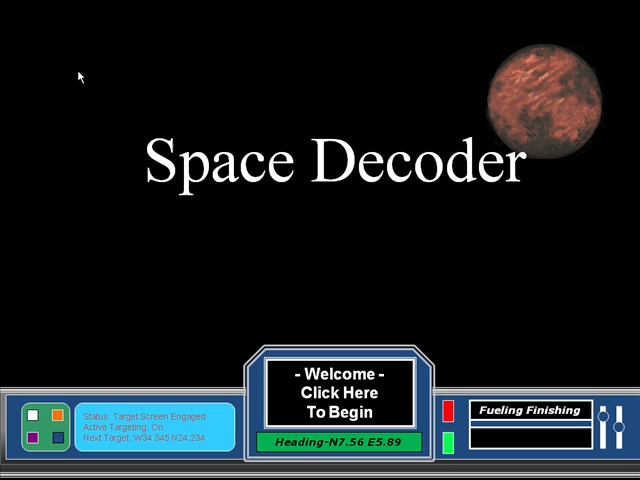 Space Decoder
- Welcome -
Click Here
To Begin
Status: Target Screen Engaged
Active Targeting: On
Next Target: W34 345 N24 234
Heading-N7.56 E5.89
Fueling Finishing